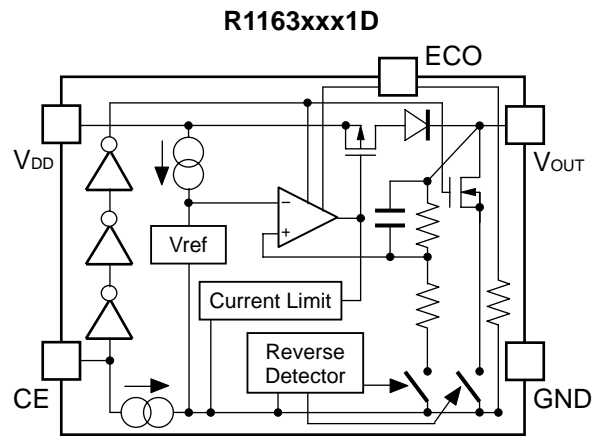 R1163xxx1D
ECO
VDD
VOUT
−
+
Vref
Current Limit
Reverse
Detector
CE
GND